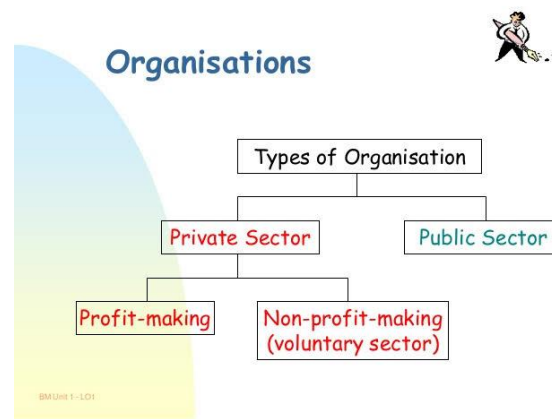 Organisations
Types of Organisation
Private Sector
Public Sector
Profit-making
Non-profit-making
(voluntary sector)
BM Unit 1 - LO1